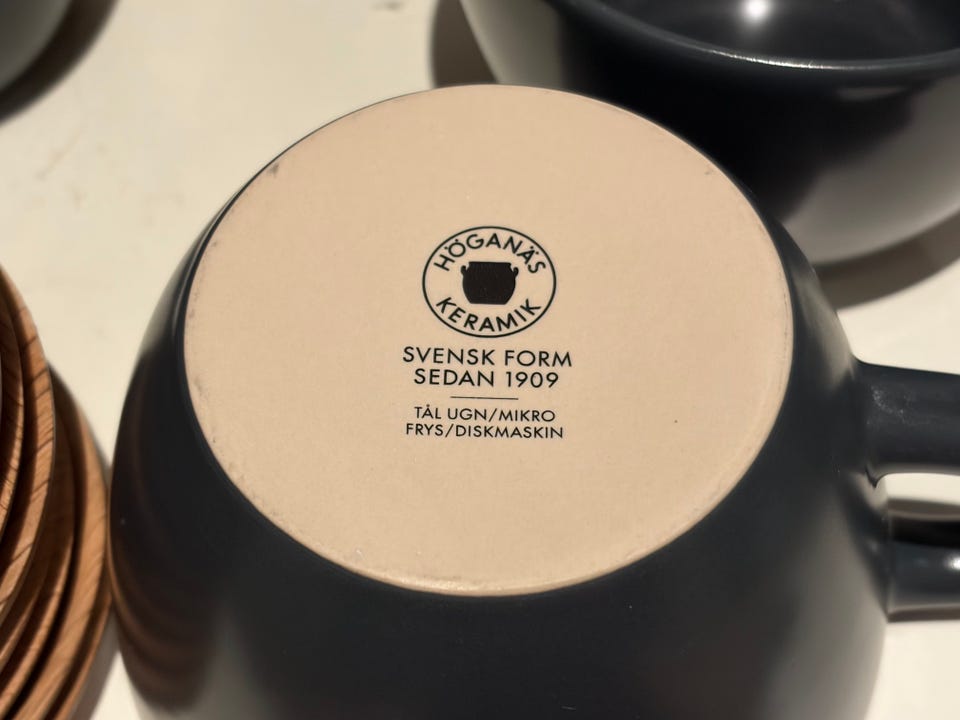 HÖGANÄS
KERAMIK
SVENSK FORM
SEDAN 1909
TÅL UGN/MIKRO
FRYS/DISKMASKIN